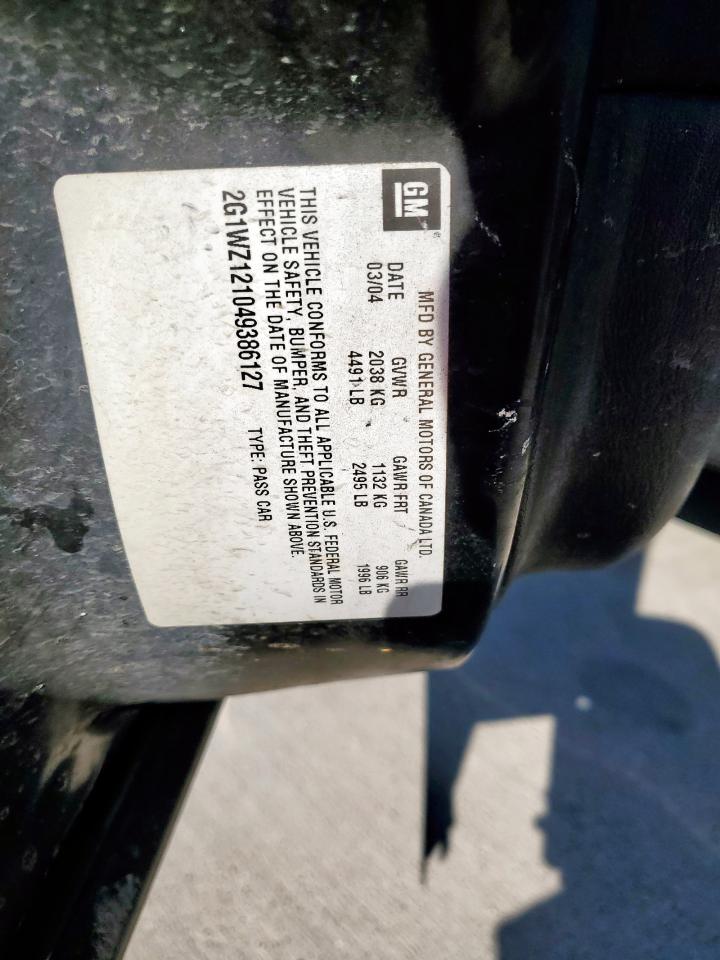 GM®
MFD BY GENERAL MOTORS OF CANADA LTD.
DATE GVWR GAWR FRT GAWR RR
03/04 2038 KG 1132 KG 906 KG
4491 LB 2495 LB 1996 LB
THIS VEHICLE CONFORMS TO ALL APPLICABLE U.S. FEDERAL MOTOR
VEHICLE SAFETY, BUMPER, AND THEFT PREVENTION STANDARDS IN
EFFECT ON THE DATE OF MANUFACTURE SHOWN ABOVE.
2G1WZ121049386127 TYPE: PASS CAR